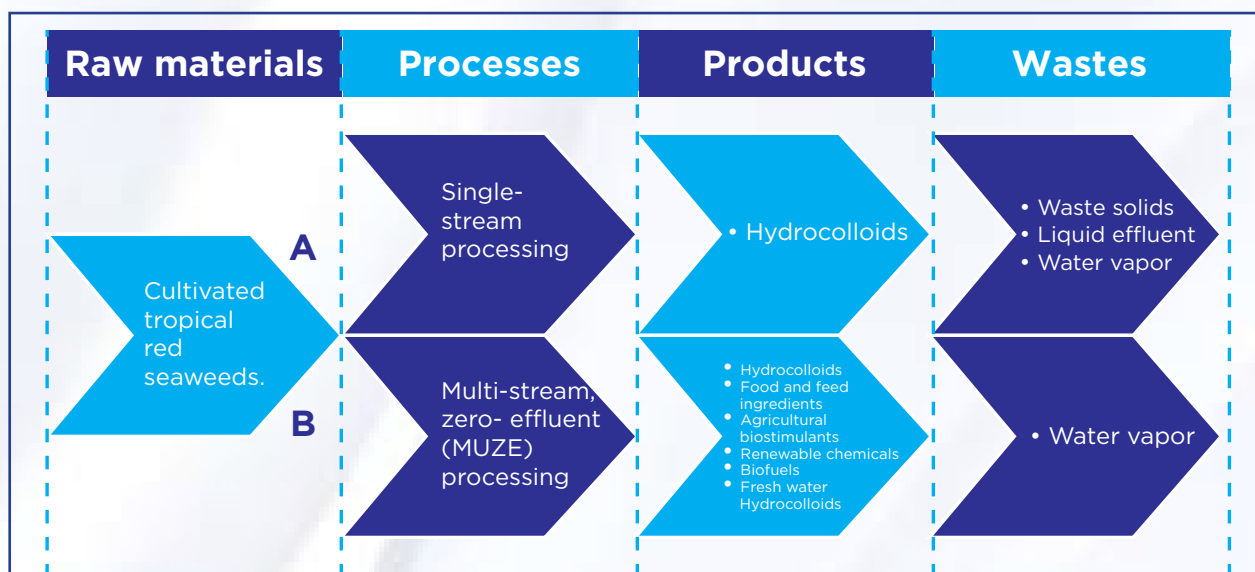 Raw materials
Processes
Products
Wastes
Cultivated
tropical
red
seaweeds.
A
B
Single-
stream
processing
• Hydrocolloids
• Waste solids
• Liquid effluent
• Water vapor
Multi-stream,
zero- effluent
(MUZE)
processing
• Hydrocolloids
• Food and feed
ingredients
• Agricultural
biostimulants
• Renewable chemicals
• Biofuels
• Fresh water
Hydrocolloids
• Water vapor